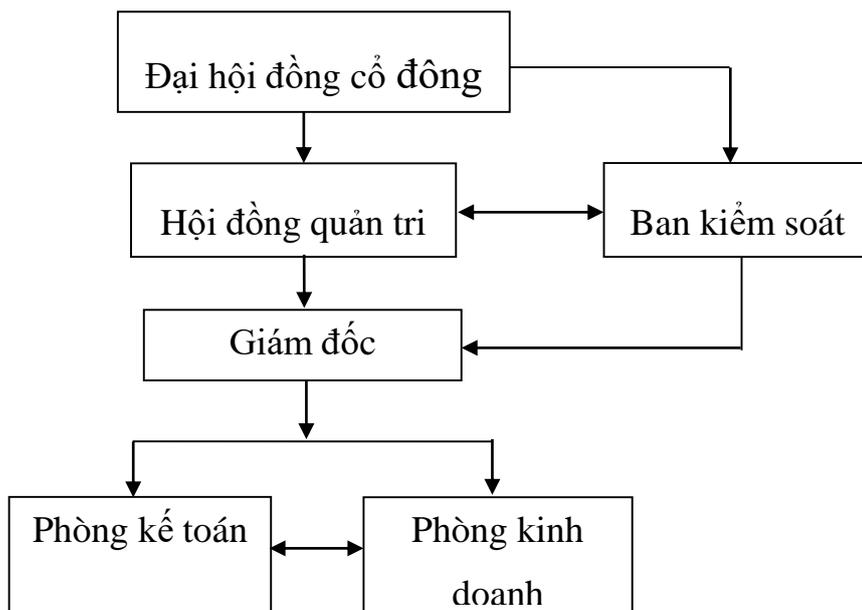 Đại hội đồng cổ đông
Hội đồng quản tri
Ban kiểm soát
Giám đốc
Phòng kế toán
Phòng kinh
doanh